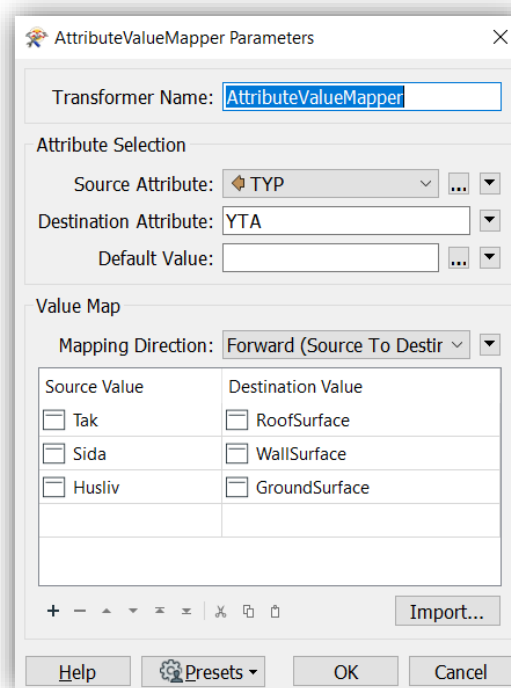 AttributeValueMapper Parameters
Transformer Name: AttributeValueMapper
Attribute Selection
Source Attribute: TYP ...
Destination Attribute: YTA
Default Value: ...
Value Map
Mapping Direction: Forward (Source To Destir
Source Value Destination Value
Tak RoofSurface
Sida WallSurface
Husliv GroundSurface
Import...
Help Presets OK Cancel